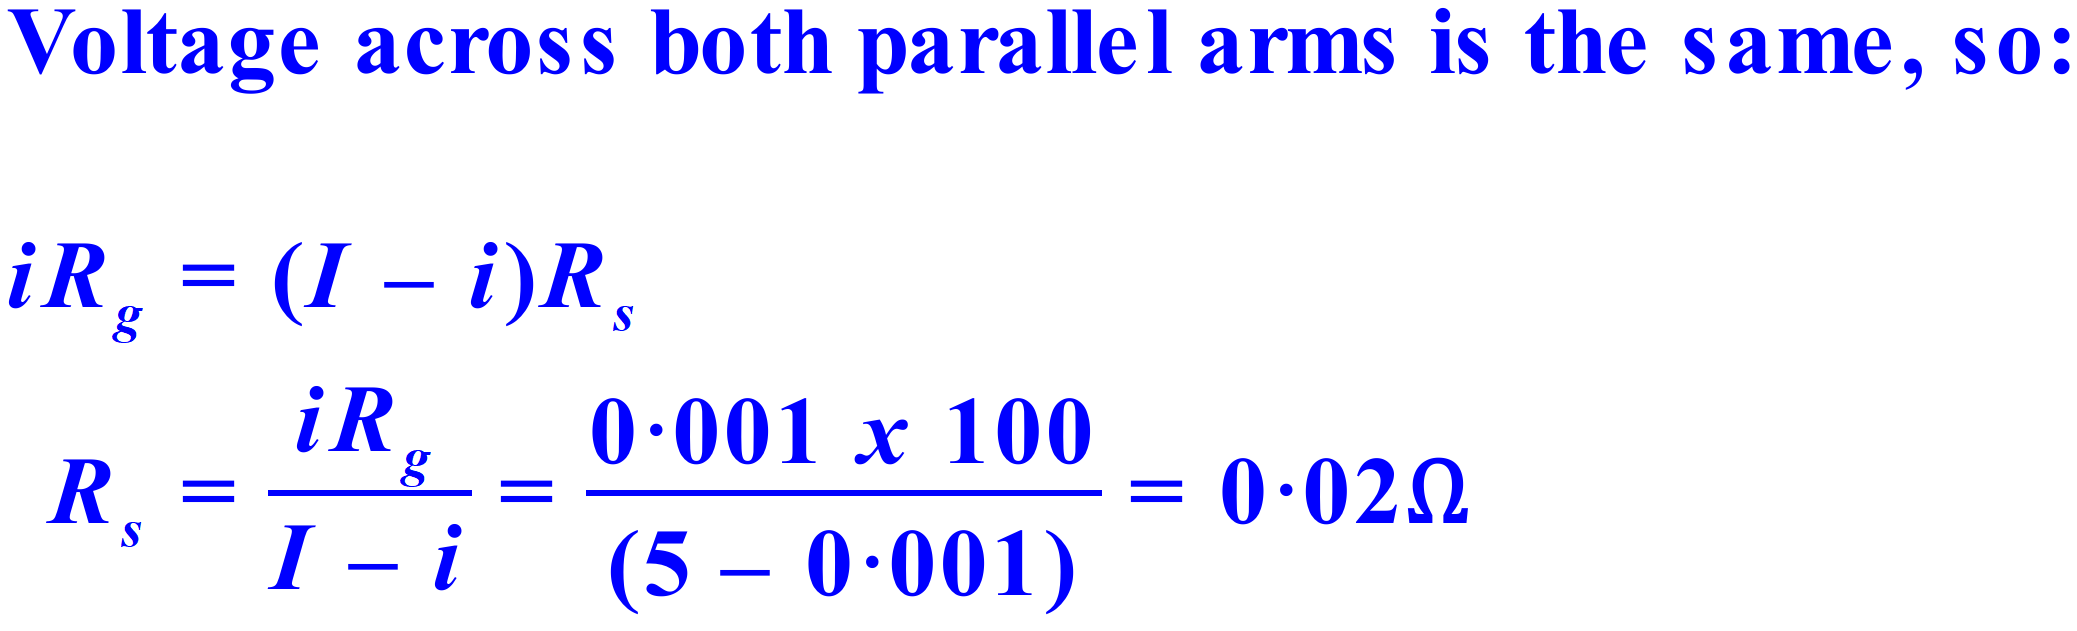 Voltage across both parallel arms is the same, so:
iR_g = (I – i)R_s
R_s = iR_g / (I – i) = 0·001 x 100 / (5 – 0·001) = 0·02Ω